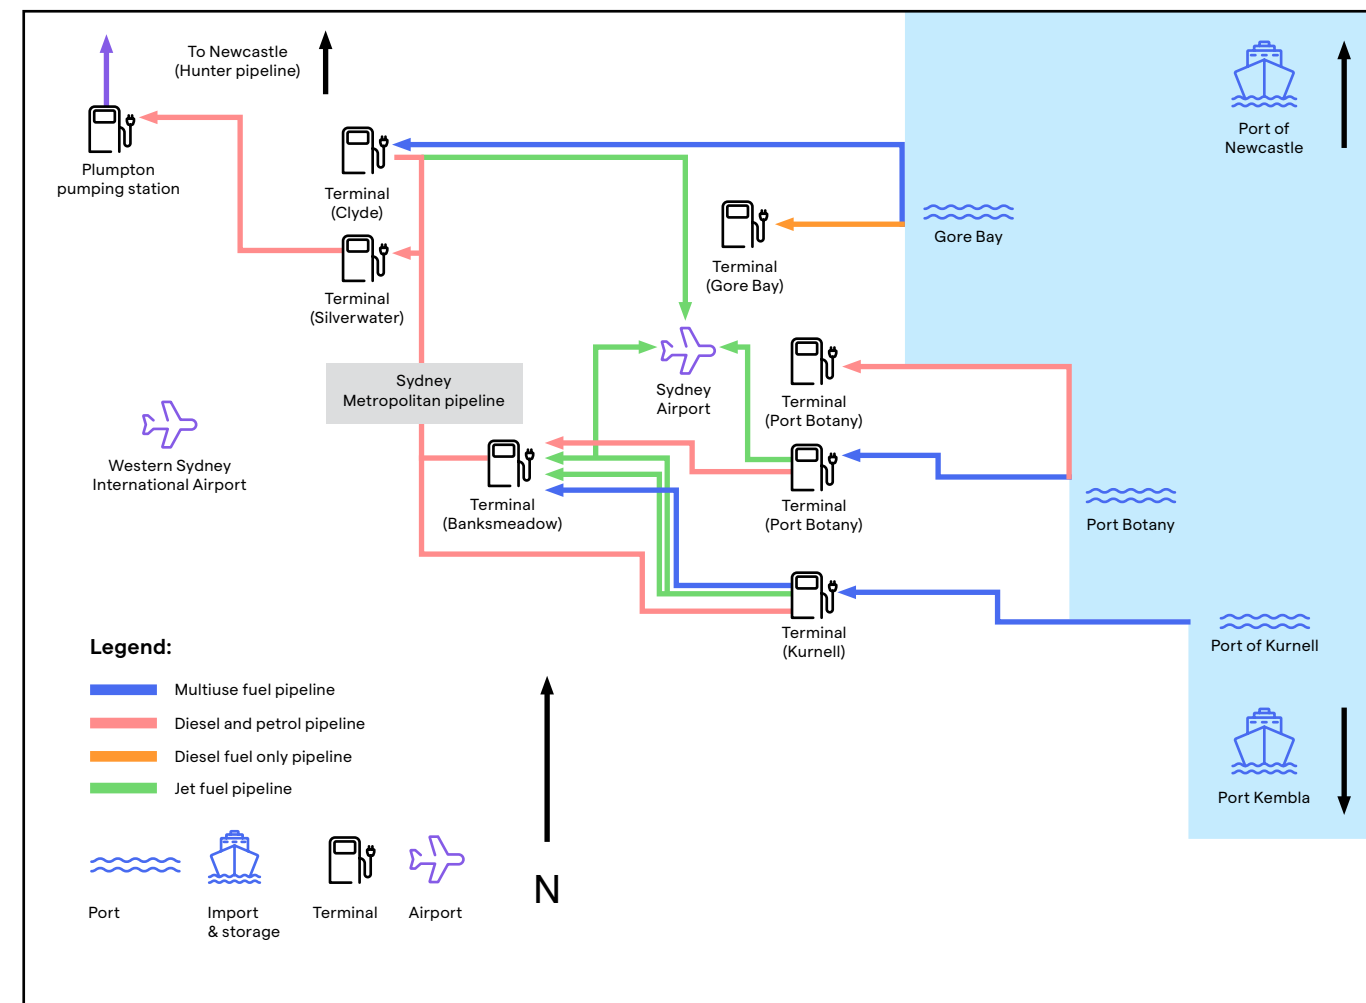 To Newcastle
(Hunter pipeline)
Port of
Newcastle
Plumpton
pumping station
Terminal
(Clyde)
Gore Bay
Terminal
(Gore Bay)
Terminal
(Silverwater)
Sydney
Metropolitan pipeline
Sydney
Airport
Terminal
(Port Botany)
Western Sydney
International Airport
Terminal
(Banksmeadow)
Terminal
(Port Botany)
Port Botany
Terminal
(Kurnell)
Port of Kurnell
Port Kembla
Legend:
Multiuse fuel pipeline
Diesel and petrol pipeline
Diesel fuel only pipeline
Jet fuel pipeline
N
Port
Import
& storage
Terminal
Airport